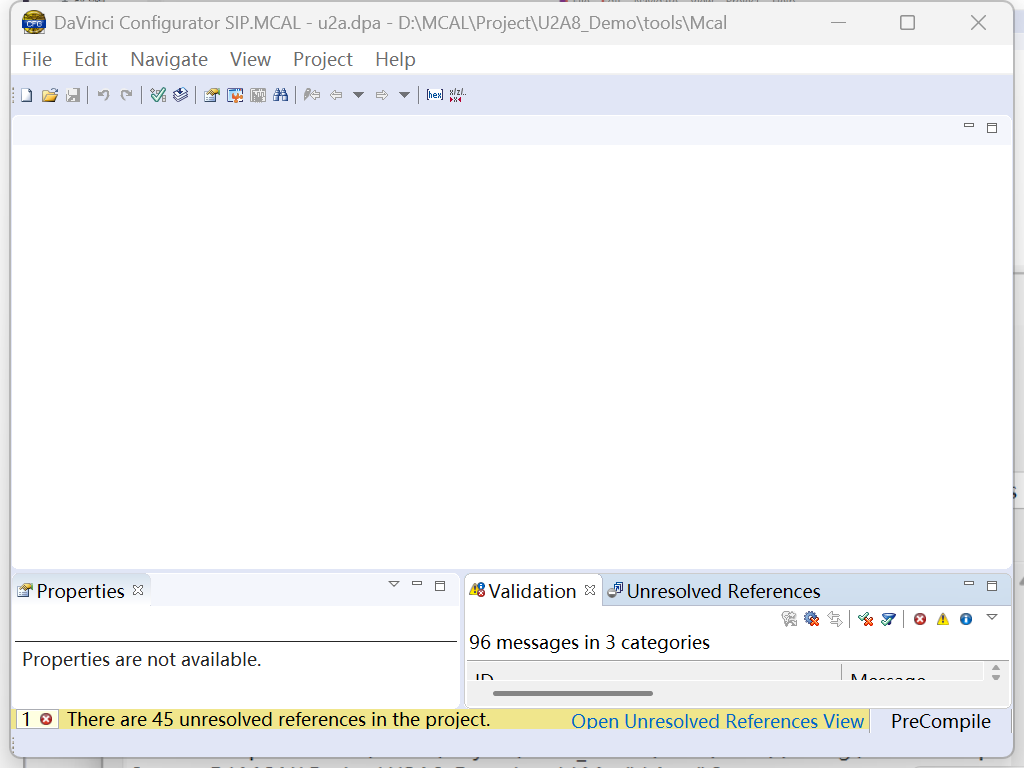 DaVinci Configurator SIP.MCAL - u2a.dpa - D:\MCAL\Project\U2A8_Demo\tools\Mcal
File Edit Navigate View Project Help
Properties
Validation
Unresolved References
96 messages in 3 categories
Properties are not available.
ID
Message
1
There are 45 unresolved references in the project.
Open Unresolved References View
PreCompile